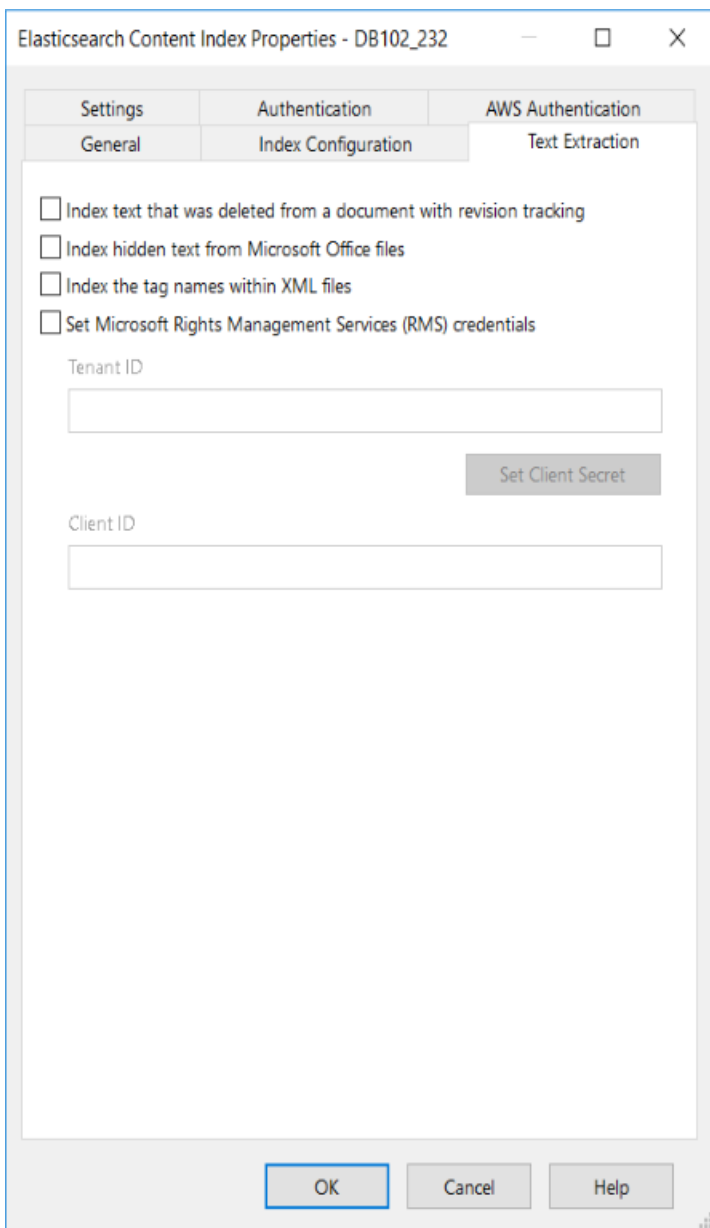 Elasticsearch Content Index Properties - DB102_232
Settings Authentication AWS Authentication
General Index Configuration Text Extraction
Index text that was deleted from a document with revision tracking
Index hidden text from Microsoft Office files
Index the tag names within XML files
Set Microsoft Rights Management Services (RMS) credentials
Tenant ID
Set Client Secret
Client ID
OK Cancel Help